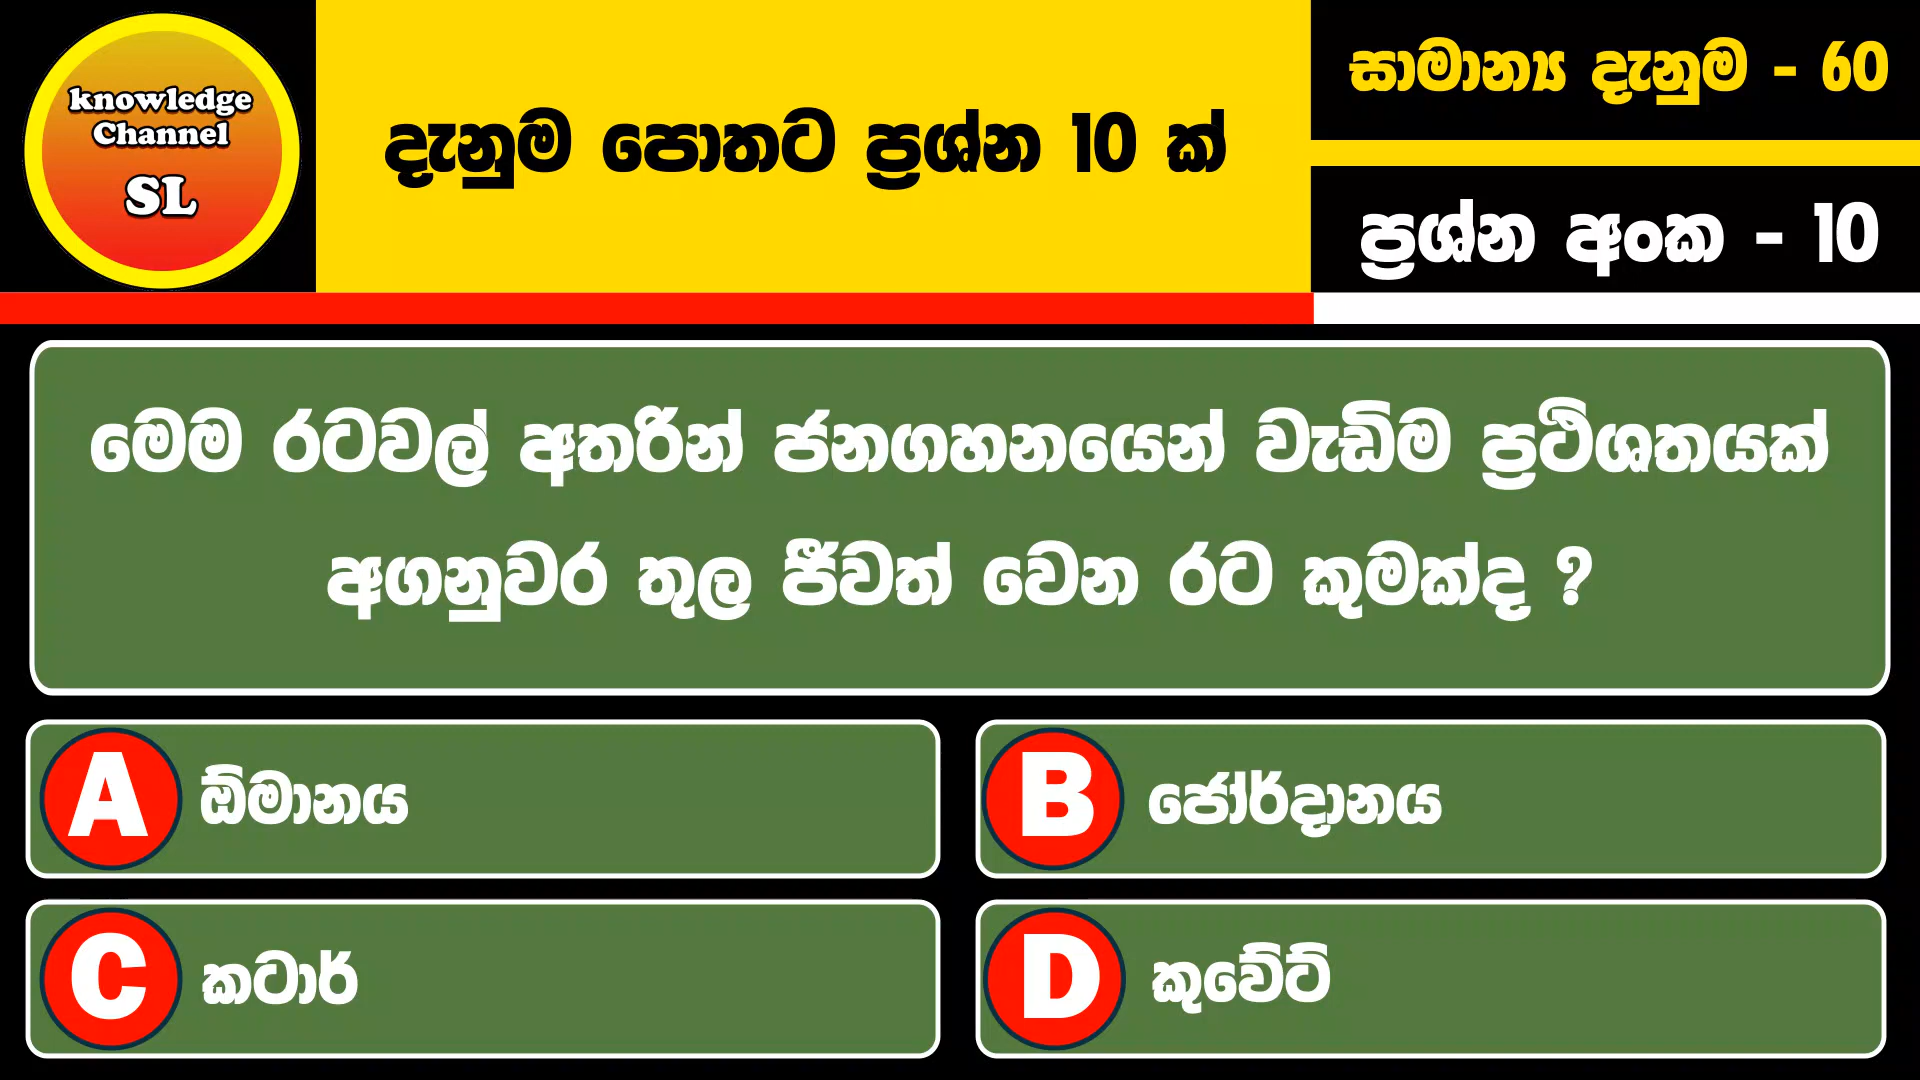 knowledge
Channel
SL
දැනුම පොතට ප්‍රශ්න 10 ක්
සාමාන්‍ය දැනුම - 60
ප්‍රශ්න අංක - 10
මෙම රටවල් අතරින් ජනගහනයෙන් වැඩිම ප්‍රථිශතයක්
අගනුවර තුල ජීවත් වෙන රට කුමක්ද ?
A ඕමානය
B ජෝර්දානය
C කටාර්
D කුවේට්